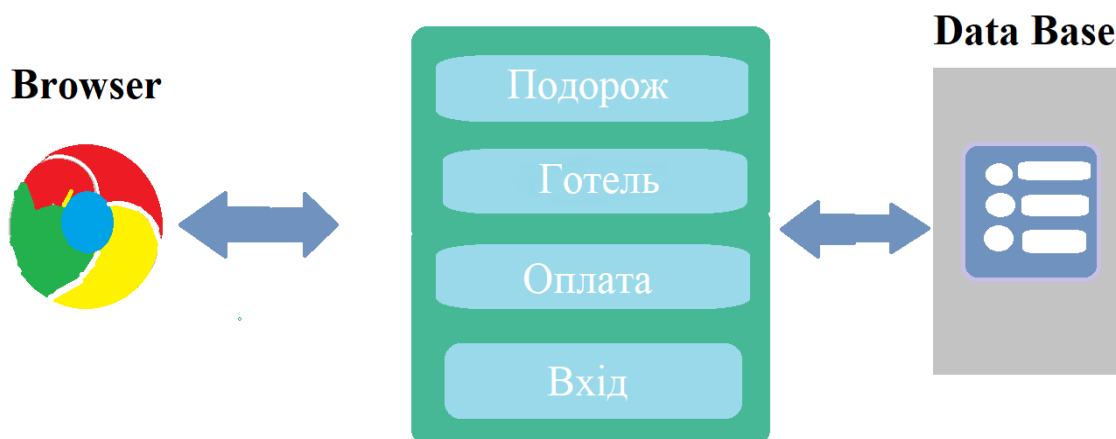 Browser
Подорож
Готель
Оплата
Вхід
Data Base